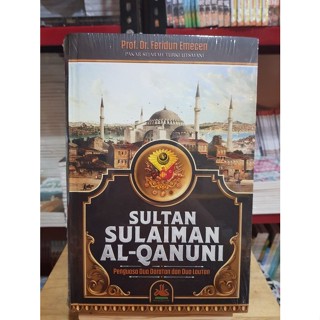 Prof. Dr. Feridun Emecen
SULTAN
SULAIMAN
AL-QANUNI
Penguasa Dua Daratan dan Dua Lautan